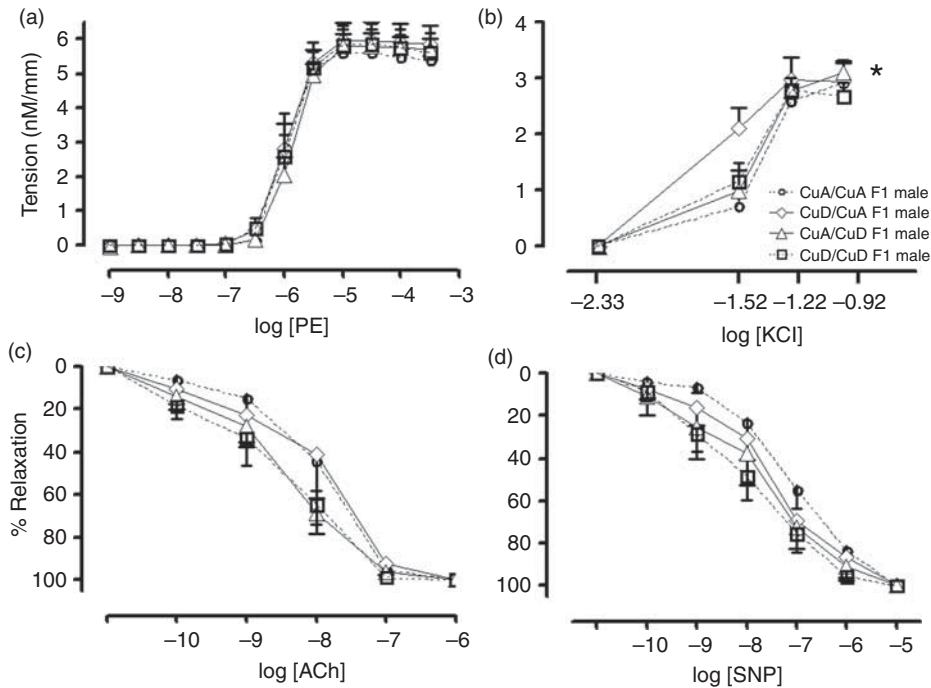 (a)
6
5
4
3
2
1
0
Tension (nM/mm)
–9 –8 –7 –6 –5 –4 –3
log [PE]
(b)
4
3
2
1
0
*
CuA/CuA F1 male
CuD/CuA F1 male
CuA/CuD F1 male
CuD/CuD F1 male
–2.33 –1.52 –1.22 –0.92
log [KCl]
(c)
0
20
40
60
80
100
% Relaxation
–10 –9 –8 –7 –6
log [ACh]
(d)
0
20
40
60
80
100
–10 –9 –8 –7 –6 –5
log [SNP]